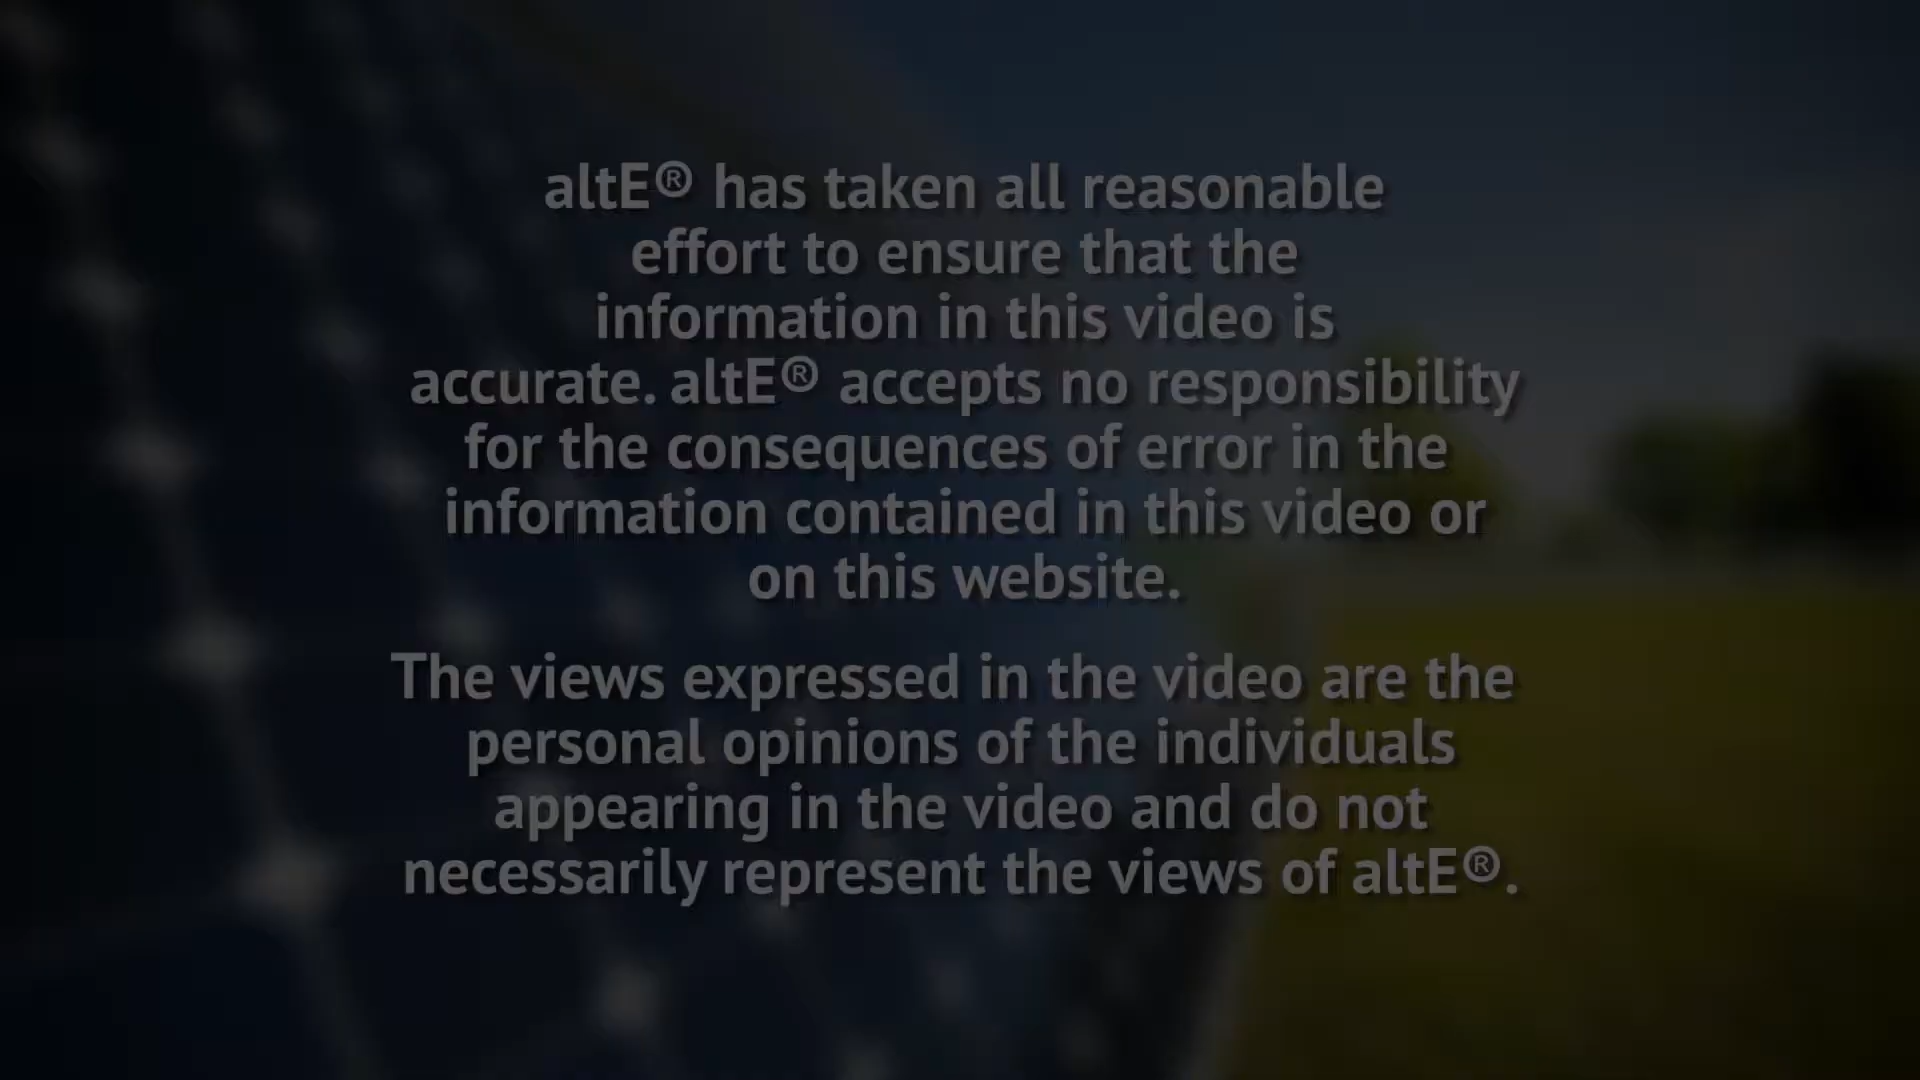 altE® has taken all reasonable
effort to ensure that the
information in this video is
accurate. altE® accepts no responsibility
for the consequences of error in the
information contained in this video or
on this website.
The views expressed in the video are the
personal opinions of the individuals
appearing in the video and do not
necessarily represent the views of altE®.